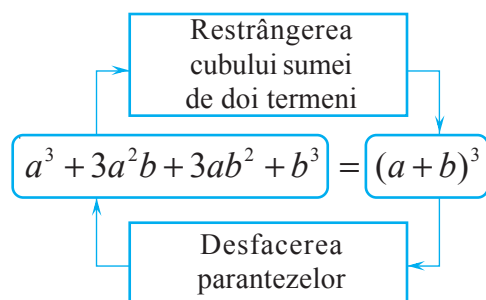 Restrângerea
cubului sumei
de doi termeni
a³ + 3a²b + 3ab² + b³ = (a + b)³
Desfacerea
parantezelor